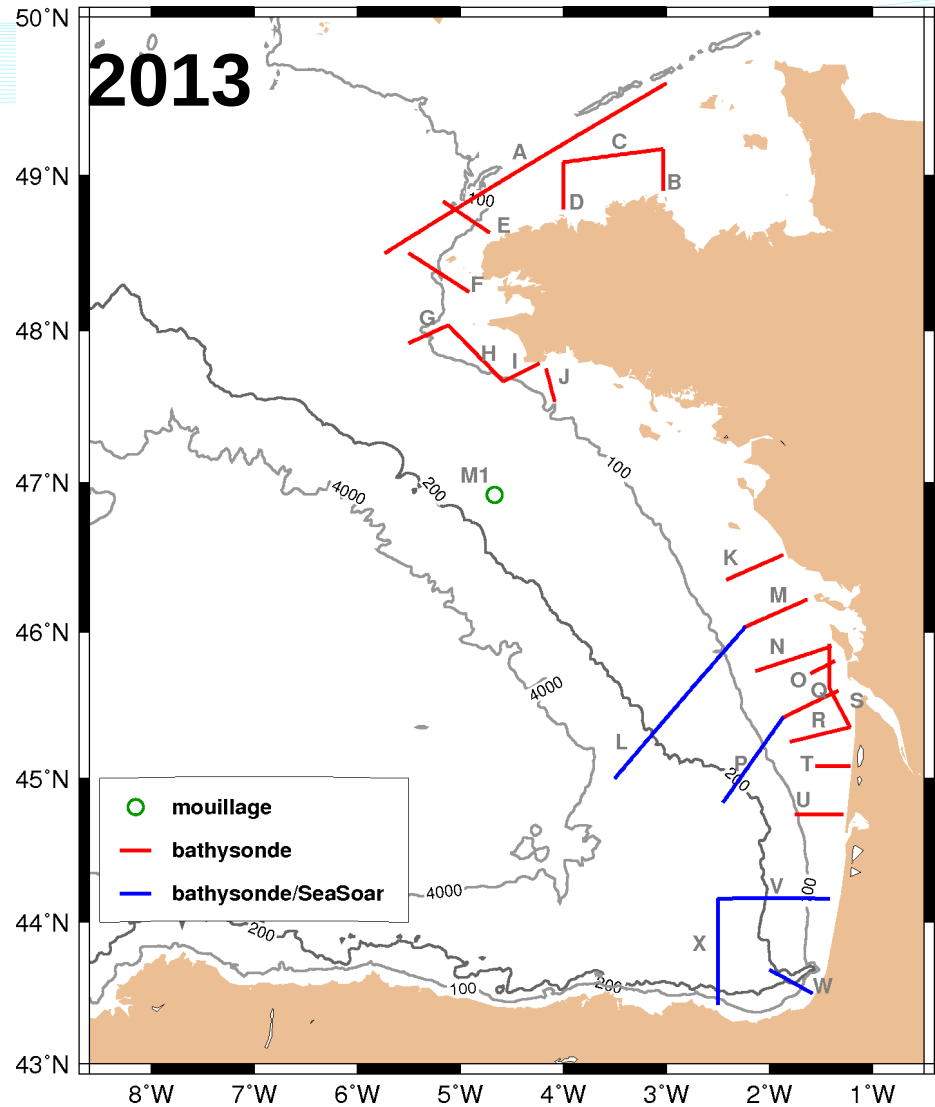 50°N
2013
A
C
49°N
B
100
D
E
F
G
48°N
H
I
J
100
M1
47°N
4000
200
K
M
46°N
N
O
4000
Q
S
R
L
P
T
45°N
200
U
mouillage
bathysonde
bathysonde/SeaSoar
4000
V
100
44°N
200
X
100
200
W
43°N
8°W
7°W
6°W
5°W
4°W
3°W
2°W
1°W